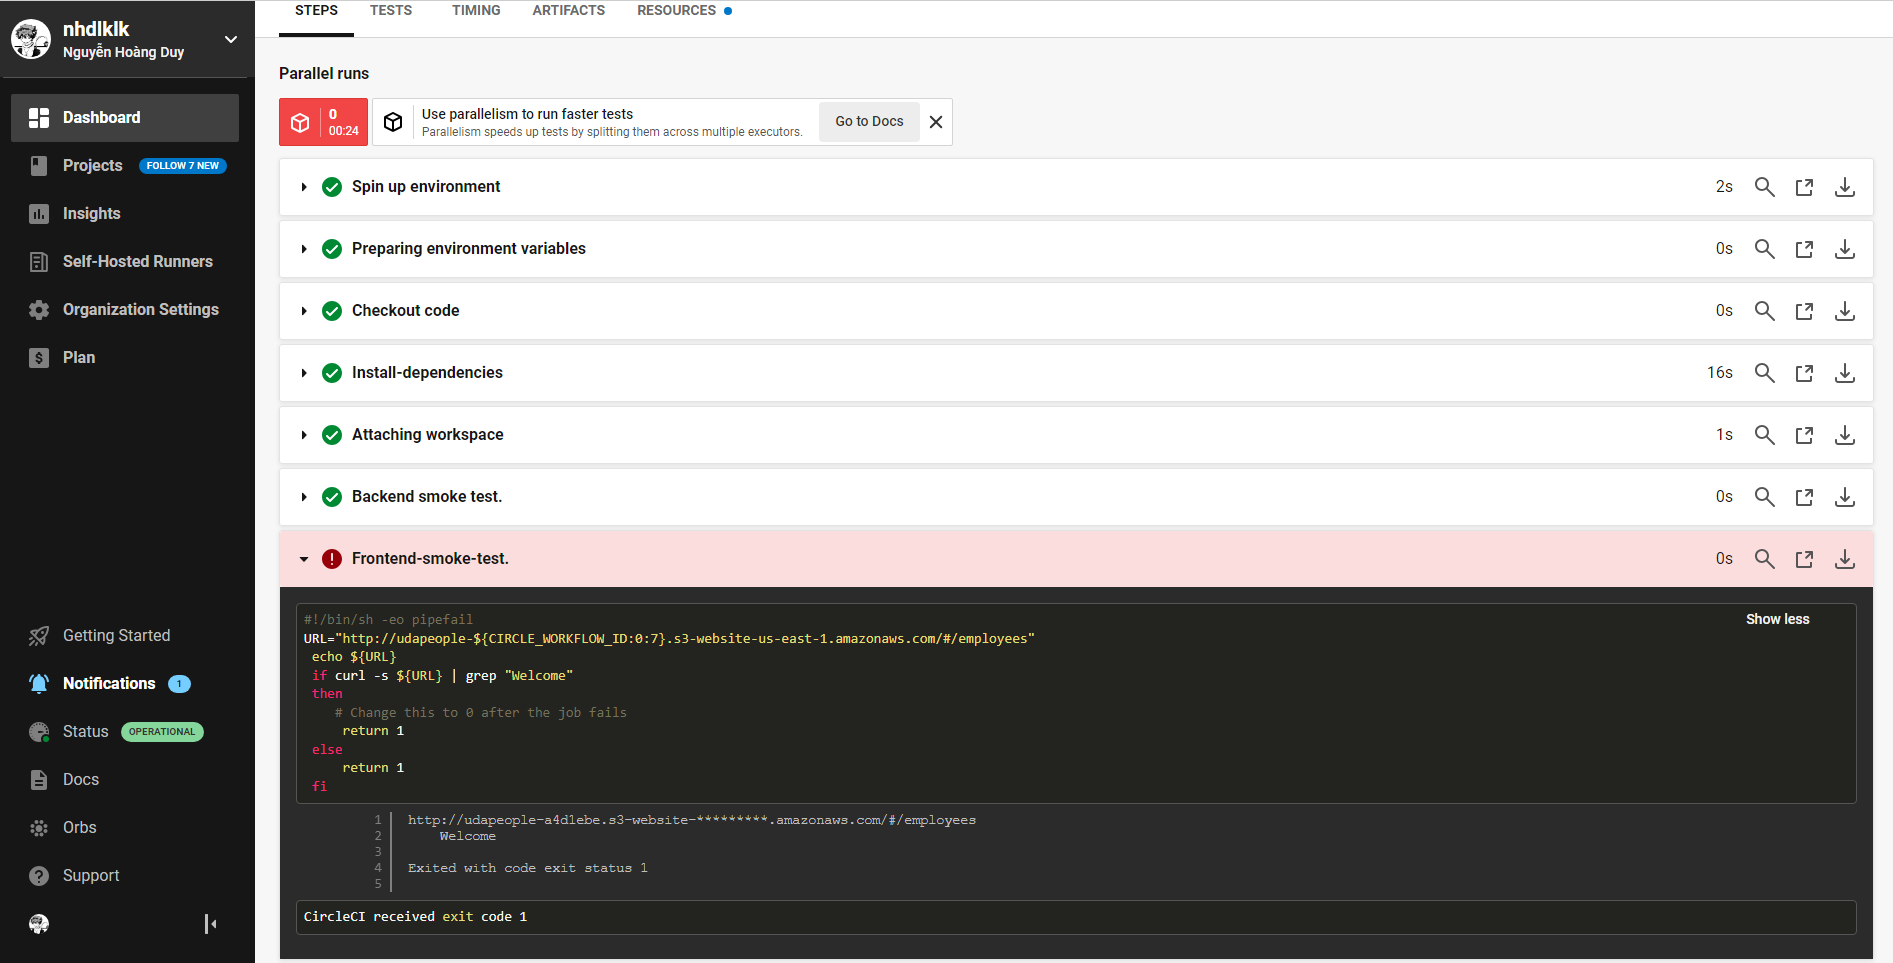 nhdlklk
Nguyễn Hoàng Duy
Dashboard
Projects FOLLOW 7 NEW
Insights
Self-Hosted Runners
Organization Settings
Plan
Getting Started
Notifications 1
Status OPERATIONAL
Docs
Orbs
Support
STEPS TESTS TIMING ARTIFACTS RESOURCES
Parallel runs
0
00:24
Use parallelism to run faster tests
Parallelism speeds up tests by splitting them across multiple executors.
Go to Docs
Spin up environment 2s
Preparing environment variables 0s
Checkout code 0s
Install-dependencies 16s
Attaching workspace 1s
Backend smoke test. 0s
Frontend-smoke-test. 0s
Show less
#!/bin/sh -eo pipefail
URL="http://udapeople-${CIRCLE_WORKFLOW_ID:0:7}.s3-website-us-east-1.amazonaws.com/#/employees"
echo ${URL}
if curl -s ${URL} | grep "Welcome"
then
# Change this to 0 after the job fails
return 1
else
return 1
fi
1 http://udapeople-a4d1ebe.s3-website-*********.amazonaws.com/#/employees
2 Welcome
3
4 Exited with code exit status 1
5
CircleCI received exit code 1